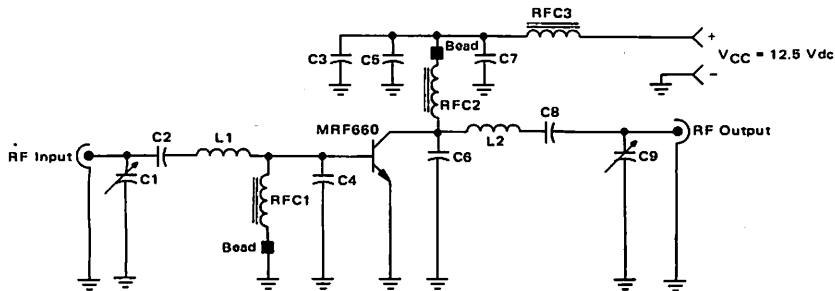 RFC3
Bead
+
C3
C5
C7
VCC = 12.5 Vdc
−
RFC2
C8
MRF660
RF Output
C2
L1
L2
RF Input
C1
C4
C6
C9
RFC1
Bead